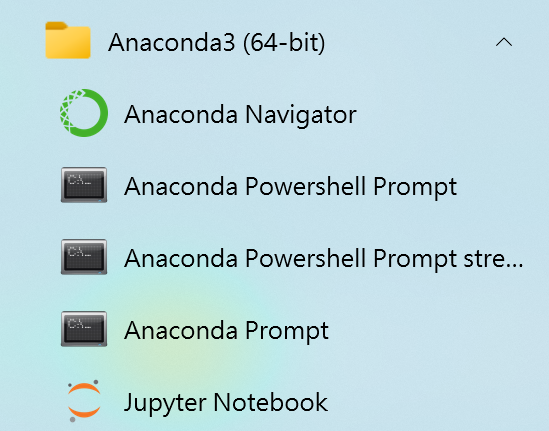 Anaconda3 (64-bit)
Anaconda Navigator
Anaconda Powershell Prompt
Anaconda Powershell Prompt stre...
Anaconda Prompt
Jupyter Notebook